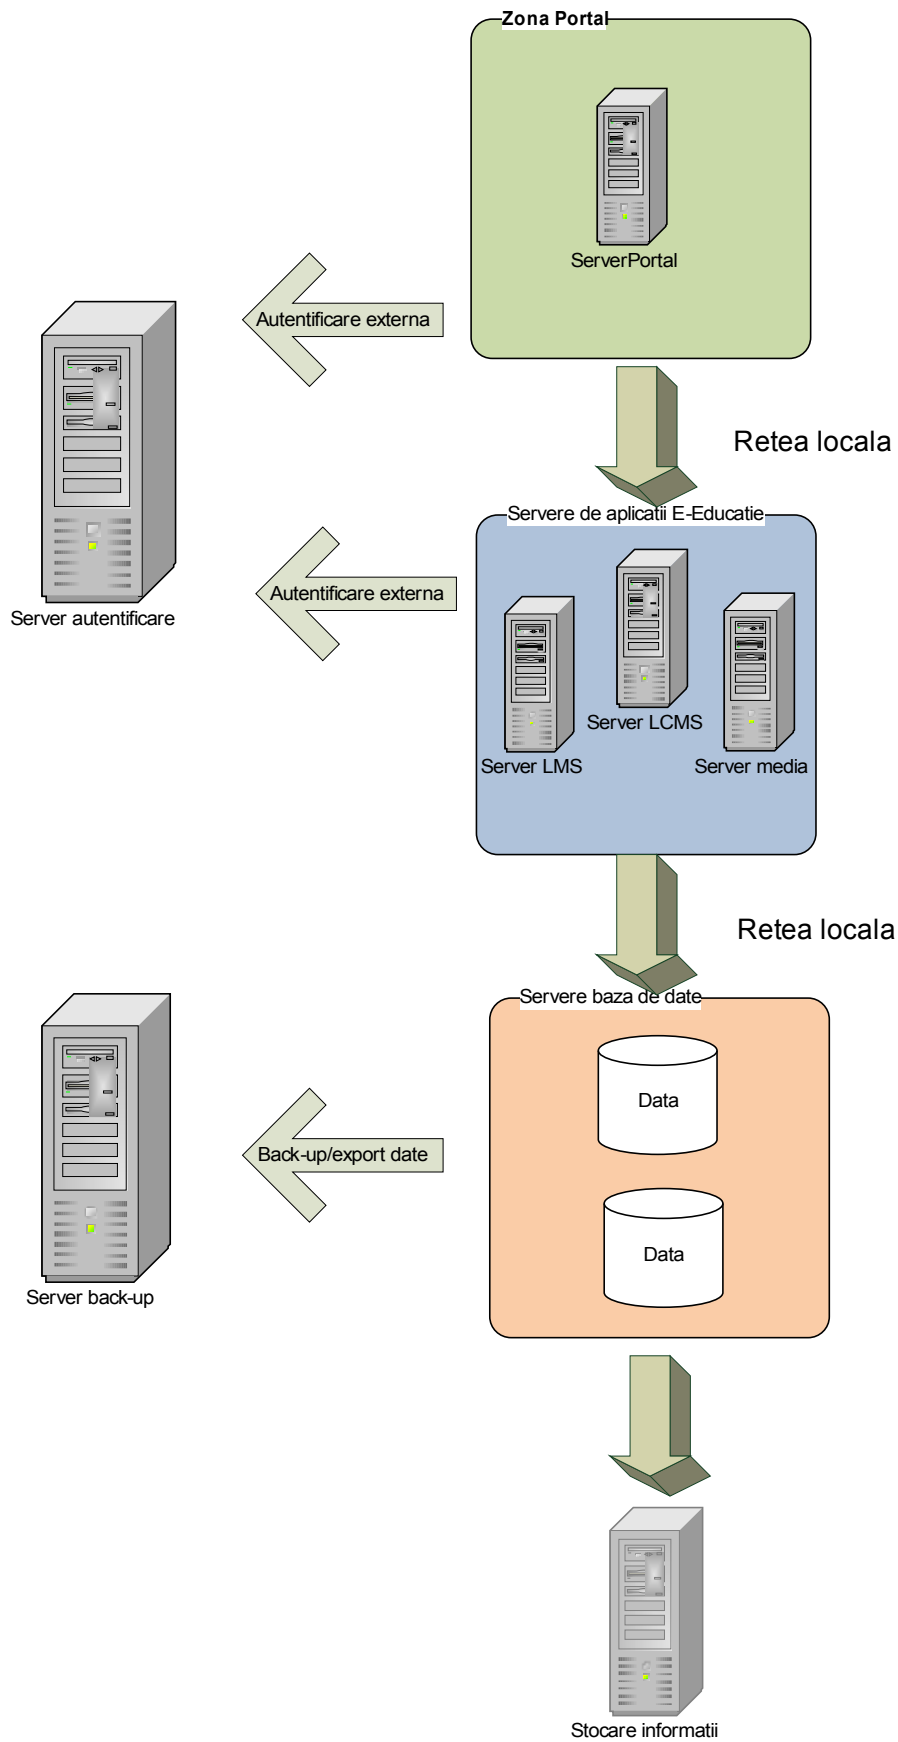 Zona Portal
ServerPortal
Autentificare externa
Retea locala
Servere de aplicatii E-Educatie
Autentificare externa
Server autentificare
Server LCMS
Server LMS
Server media
Retea locala
Servere baza de date
Data
Back-up/export date
Data
Server back-up
Stocare informatii